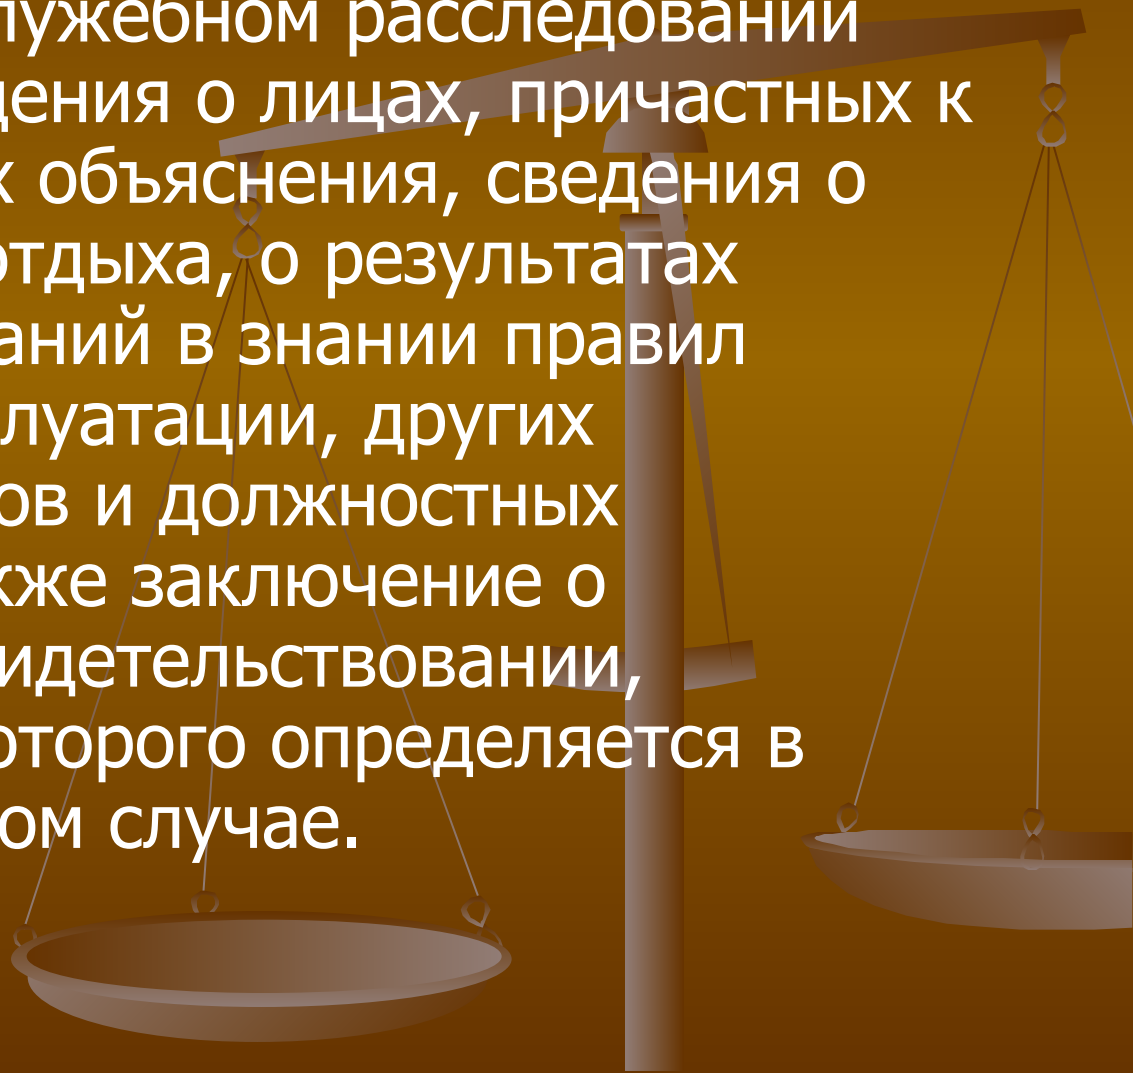 лужебном расследовании
дения о лицах, причастных к
х объяснения, сведения о
отдыха, о результатах
аний в знании правил
луатации, других
ов и должностных
кже заключение о
идетельствовании,
оторого определяется в
ом случае.